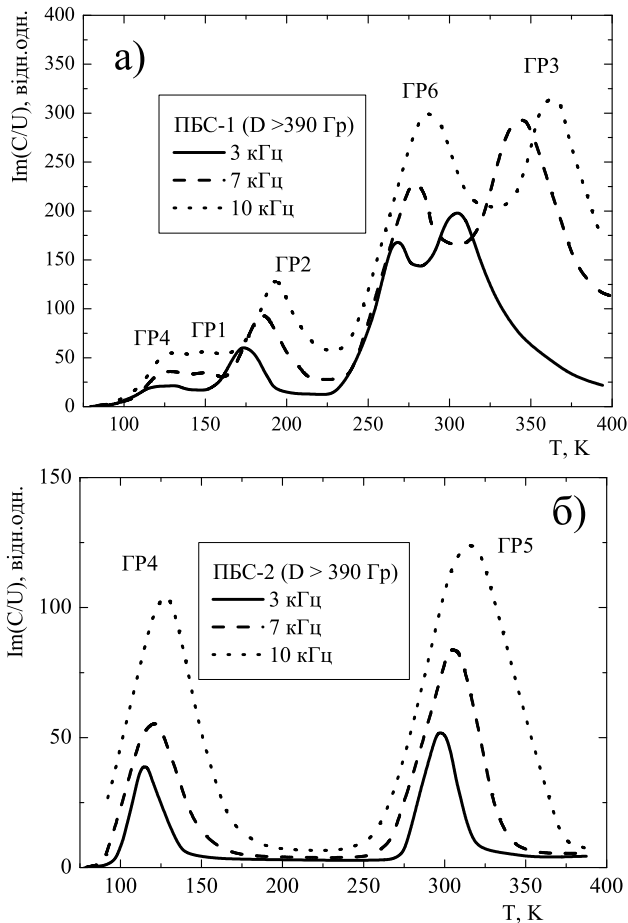 а)
Im(C/U), відн.одн.
400
350
300
250
200
150
100
50
0
ПБС-1 (D >390 Гр)
3 кГц
7 кГц
10 кГц
ГР4
ГР1
ГР2
ГР6
ГР3
100 150 200 250 300 350 400
T, K
б)
Im(C/U), відн.одн.
150
100
50
0
ПБС-2 (D > 390 Гр)
3 кГц
7 кГц
10 кГц
ГР4
ГР5
100 150 200 250 300 350 400
T, K